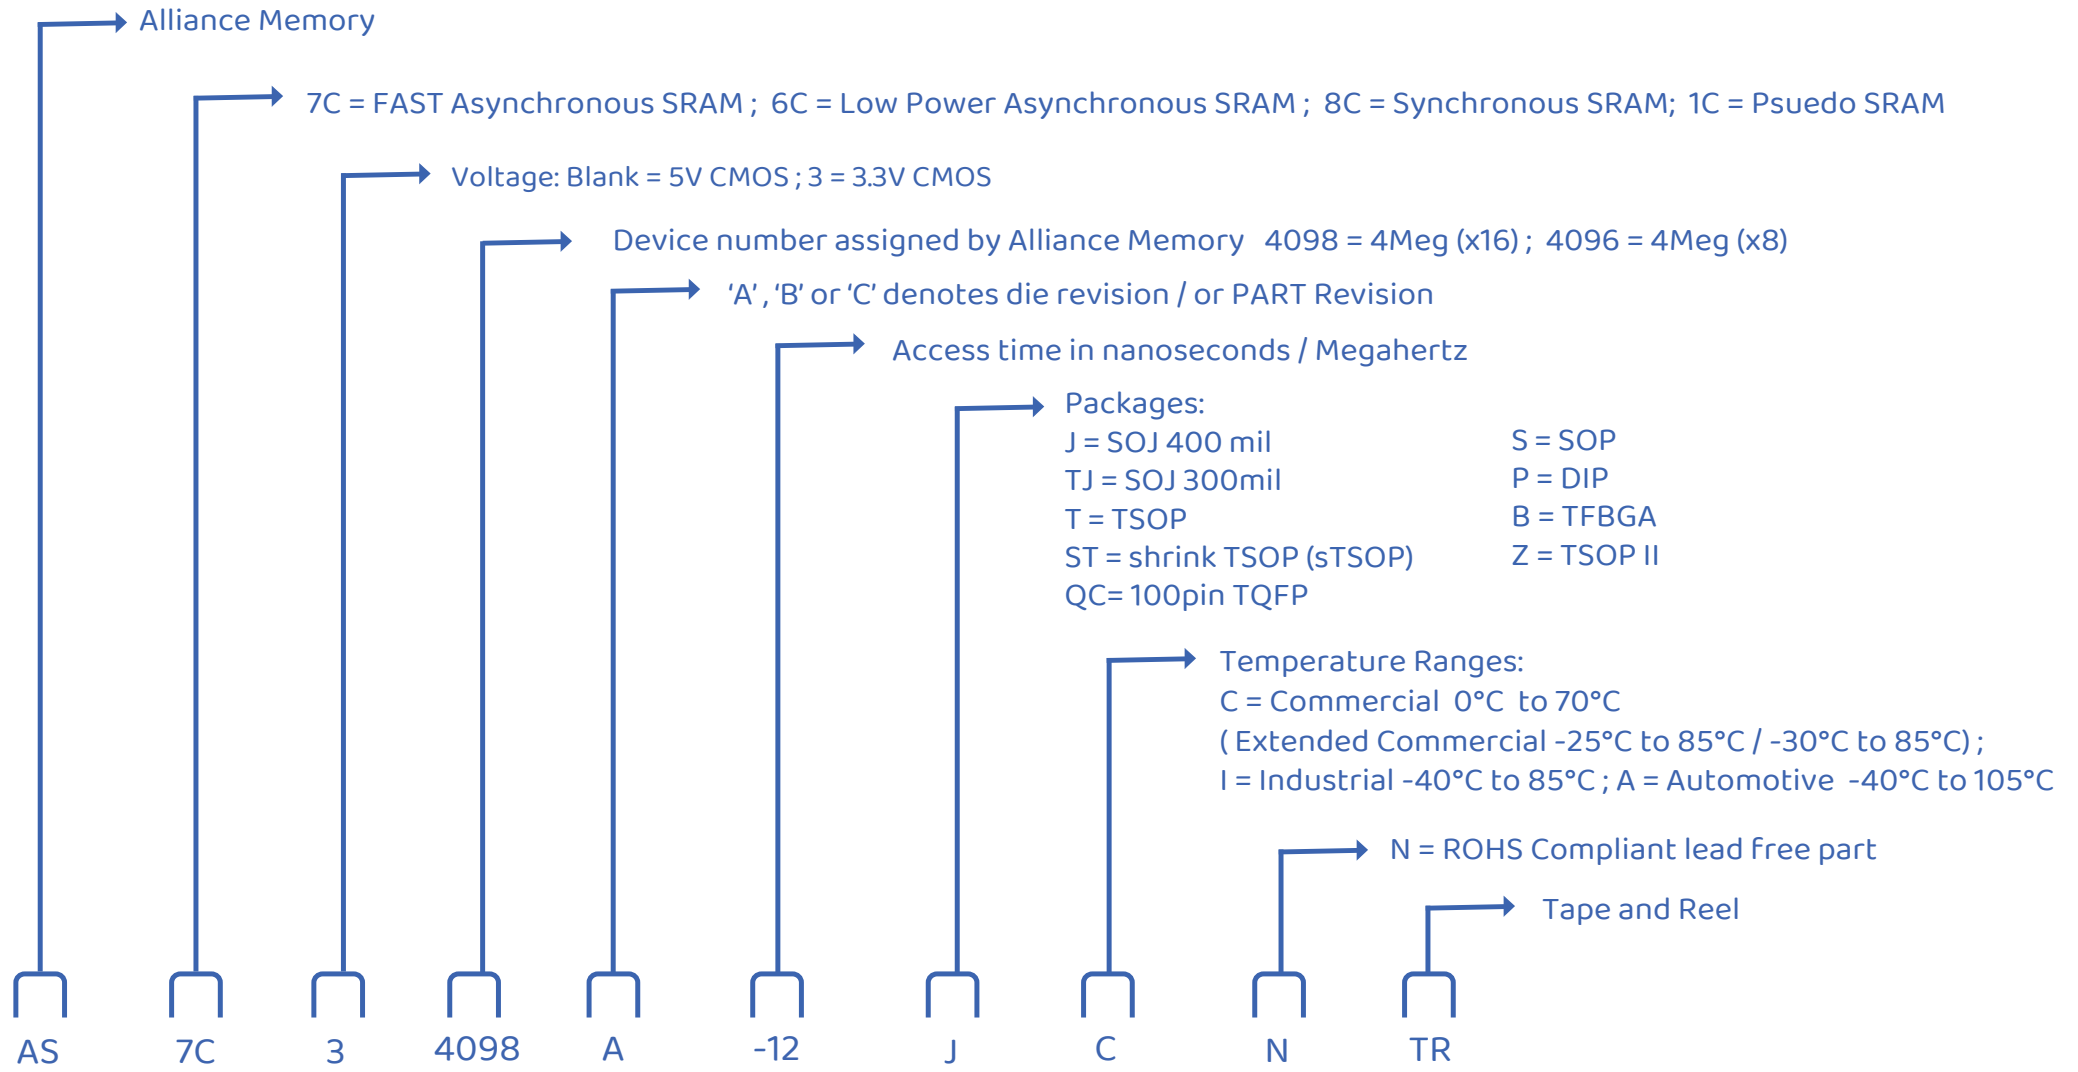 Alliance Memory
7C = FAST Asynchronous SRAM ; 6C = Low Power Asynchronous SRAM ; 8C = Synchronous SRAM; 1C = Psuedo SRAM
Voltage: Blank = 5V CMOS ; 3 = 3.3V CMOS
Device number assigned by Alliance Memory 4098 = 4Meg (x16) ; 4096 = 4Meg (x8)
‘A’ , ‘B’ or ‘C’ denotes die revision / or PART Revision
Access time in nanoseconds / Megahertz
Packages:
J = SOJ 400 mil
TJ = SOJ 300mil
T = TSOP
ST = shrink TSOP (sTSOP)
QC= 100pin TQFP
S = SOP
P = DIP
B = TFBGA
Z = TSOP II
Temperature Ranges:
C = Commercial 0°C to 70°C
( Extended Commercial -25°C to 85°C / -30°C to 85°C) ;
I = Industrial -40°C to 85°C ; A = Automotive -40°C to 105°C
N = ROHS Compliant lead free part
Tape and Reel
AS 7C 3 4098 A -12 J C N TR